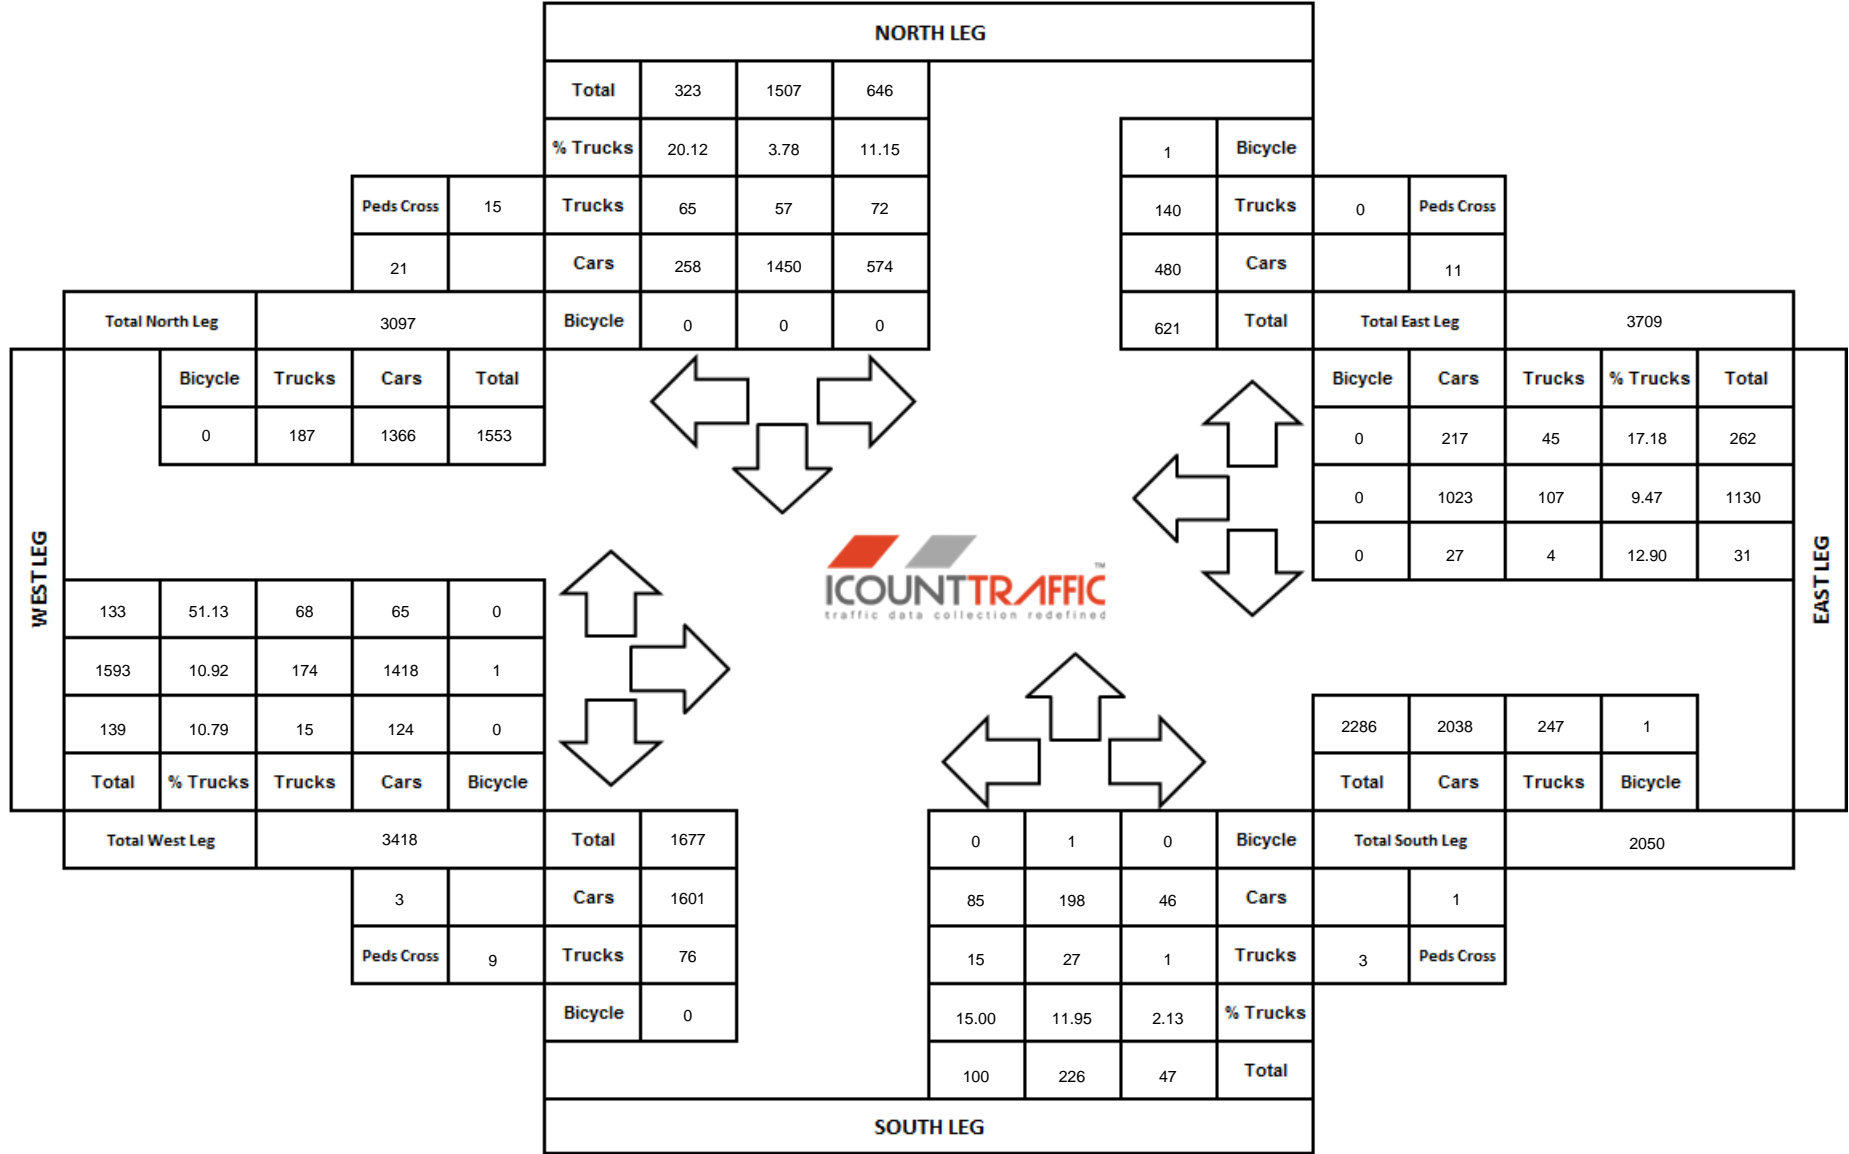 NORTH LEG
Total 323 1507 646
% Trucks 20.12 3.78 11.15 1 Bicycle
Peds Cross 15 Trucks 65 57 72 140 Trucks 0 Peds Cross
21 Cars 258 1450 574 480 Cars 11
Total North Leg 3097 Bicycle 0 0 0 621 Total Total East Leg 3709
Bicycle Trucks Cars Total Bicycle Cars Trucks % Trucks Total
0 187 1366 1553 0 217 45 17.18 262
0 1023 107 9.47 1130
0 27 4 12.90 31
WEST LEG
EAST LEG
ICOUNTTRAFFIC™
traffic data collection redefined
133 51.13 68 65 0
1593 10.92 174 1418 1
139 10.79 15 124 0 2286 2038 247 1
Total % Trucks Trucks Cars Bicycle Total Cars Trucks Bicycle
Total West Leg 3418 Total 1677 0 1 0 Bicycle Total South Leg 2050
3 Cars 1601 85 198 46 Cars 1
Peds Cross 9 Trucks 76 15 27 1 Trucks 3 Peds Cross
Bicycle 0 15.00 11.95 2.13 % Trucks
100 226 47 Total
SOUTH LEG